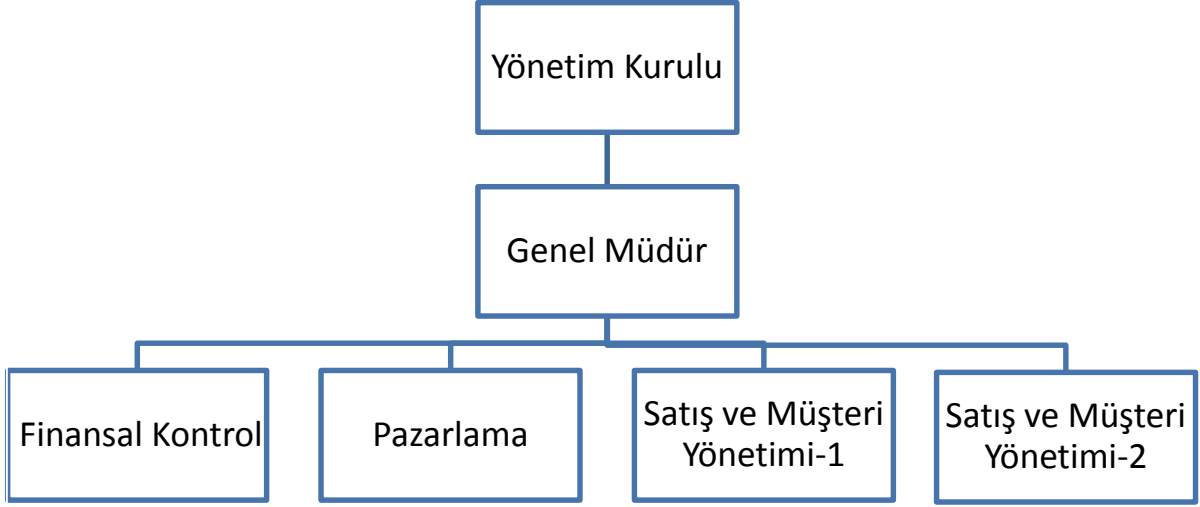 Yönetim Kurulu
Genel Müdür
Finansal Kontrol
Pazarlama
Satış ve Müşteri
Yönetimi-1
Satış ve Müşteri
Yönetimi-2